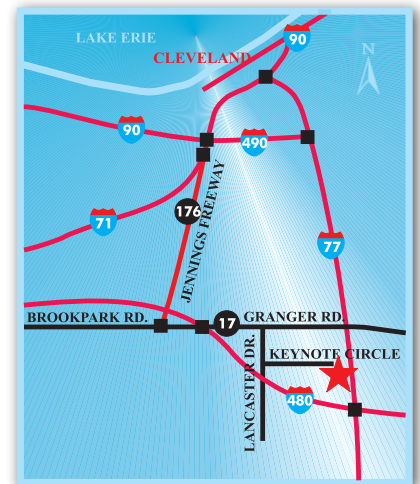 LAKE ERIE
90
CLEVELAND
N
90
490
176
JENNINGS FREEWAY
71
77
BROOKPARK RD.
17
GRANGER RD.
LANCASTER DR.
KEYNOTE CIRCLE
480